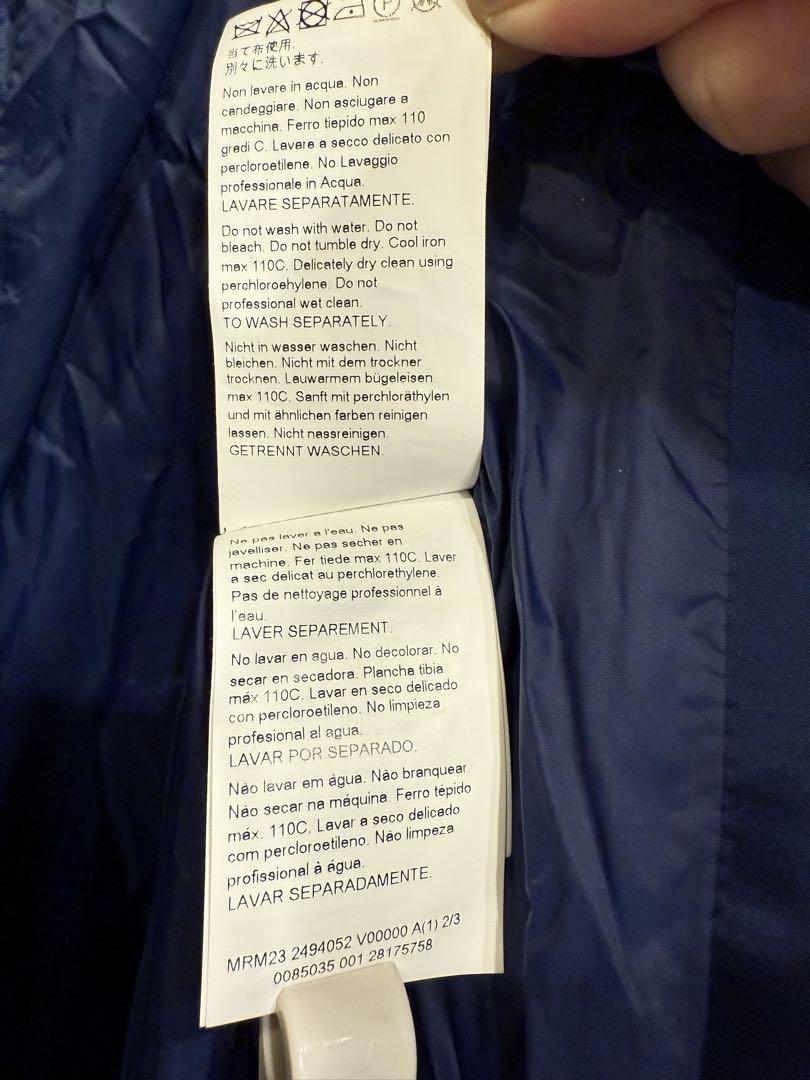 P
当て布使用.
別々に洗います.
Non lavare in acqua. Non
candeggiare. Non asciugare a
macchina. Ferro tiepido max 110
gradi C. Lavare a secco delicato con
percloroetilene. No Lavaggio
professionale in Acqua.
LAVARE SEPARATAMENTE.
Do not wash with water. Do not
bleach. Do not tumble dry. Cool iron
max 110C. Delicately dry clean using
perchloroehylene. Do not
professional wet clean.
TO WASH SEPARATELY.
Nicht in wasser waschen. Nicht
bleichen. Nicht mit dem trockner
trocknen. Lauwarmem bügeleisen
max 110C. Sanft mit perchloräthylen
und mit ähnlichen farben reinigen
lassen. Nicht nassreinigen.
GETRENNT WASCHEN.
Ne pas laver a l'eau. Ne pas
javelliser. Ne pas secher en
machine. Fer tiede max 110C. Laver
a sec delicat au perchlorethylene.
Pas de nettoyage professionnel à
l'eau.
LAVER SEPAREMENT.
No lavar en agua. No decolorar. No
secar en secadora. Plancha tibia
máx 110C. Lavar en seco delicado
con percloroetileno. No limpieza
profesional al agua.
LAVAR POR SEPARADO.
Não lavar em água. Não branquear.
Não secar na máquina. Ferro tépido
máx. 110C. Lavar a seco delicado
com percloroetileno. Não limpeza
profissional à água.
LAVAR SEPARADAMENTE.
MRM23 2494052 V00000 A(1) 2/3
0085035 001 28175758